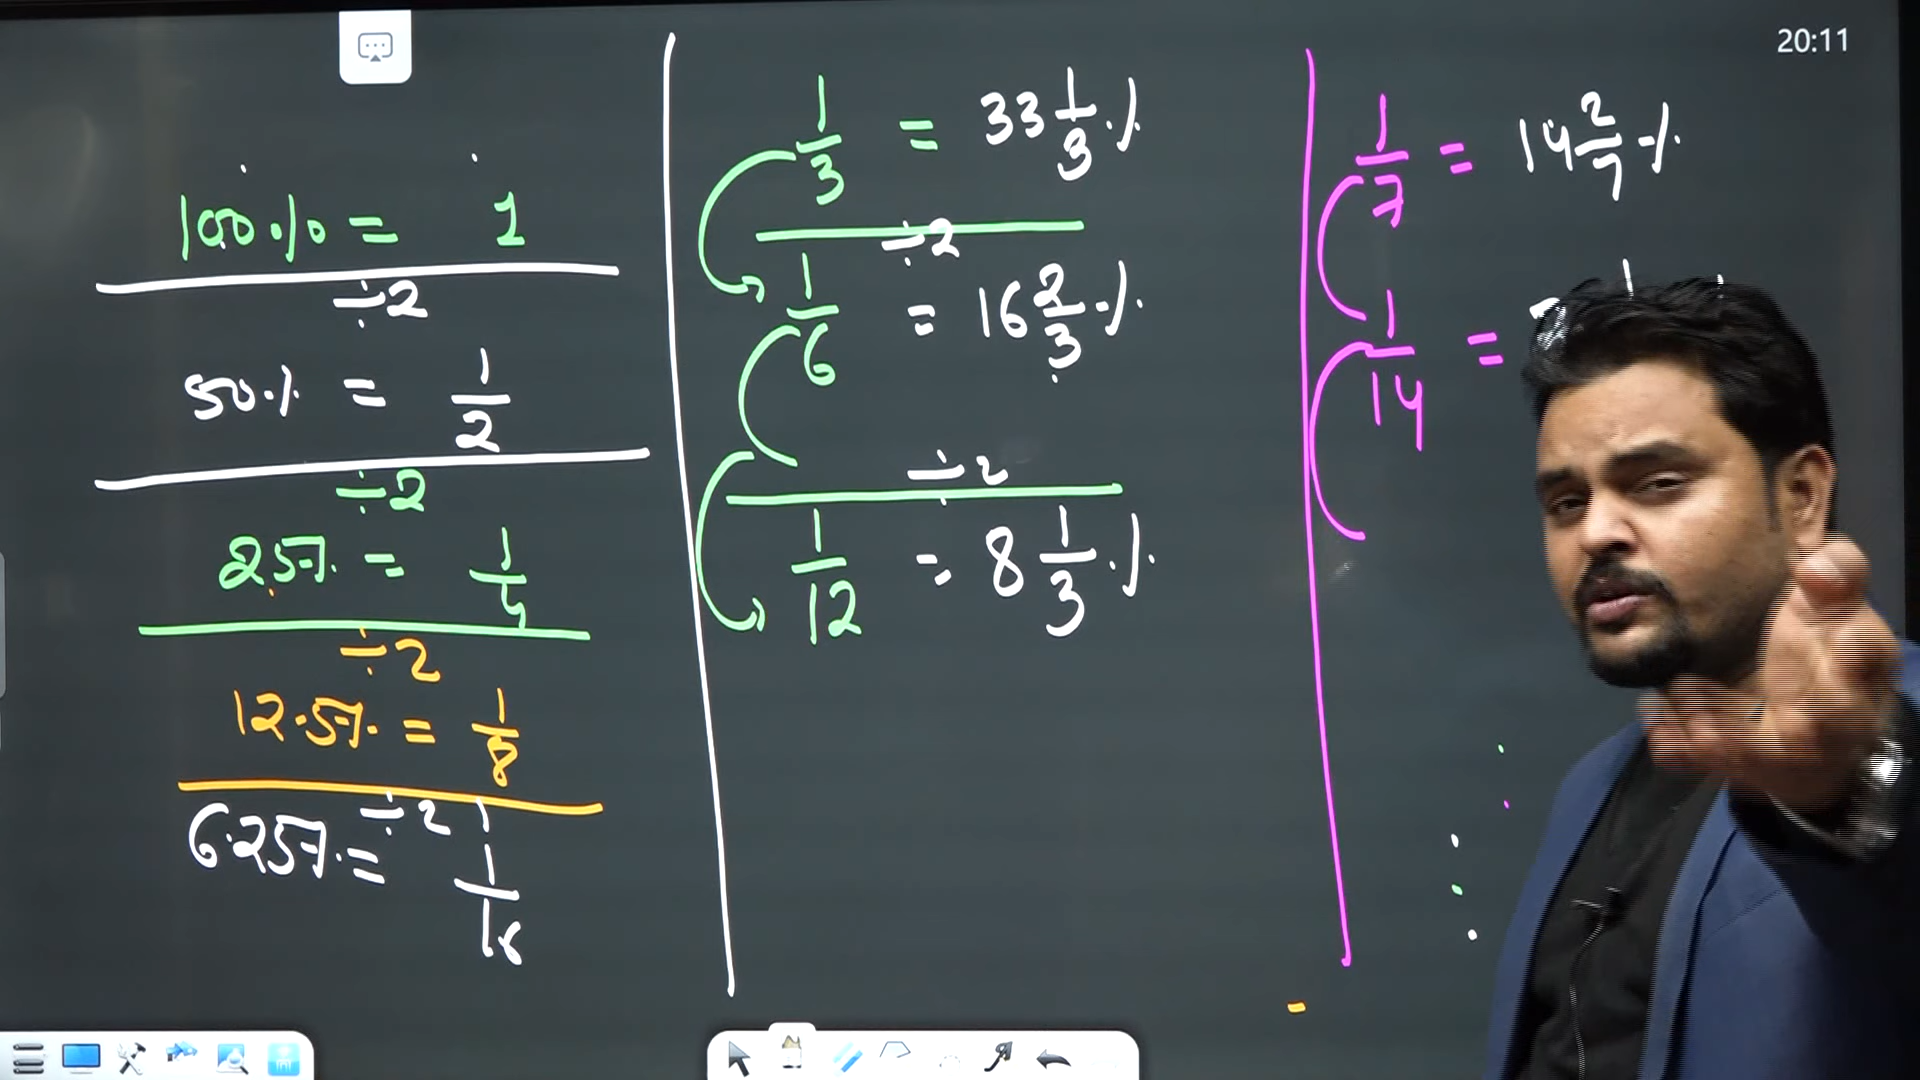 20:11
100% = 1
÷2
50% = 1/2
÷2
25% = 1/4
÷2
12.5% = 1/8
÷2
6.25% = 1/16
1/3 = 33 1/3 %
÷2
1/6 = 16 2/3 %
÷2
1/12 = 8 1/3 %
1/7 = 14 2/7 %
1/14 =